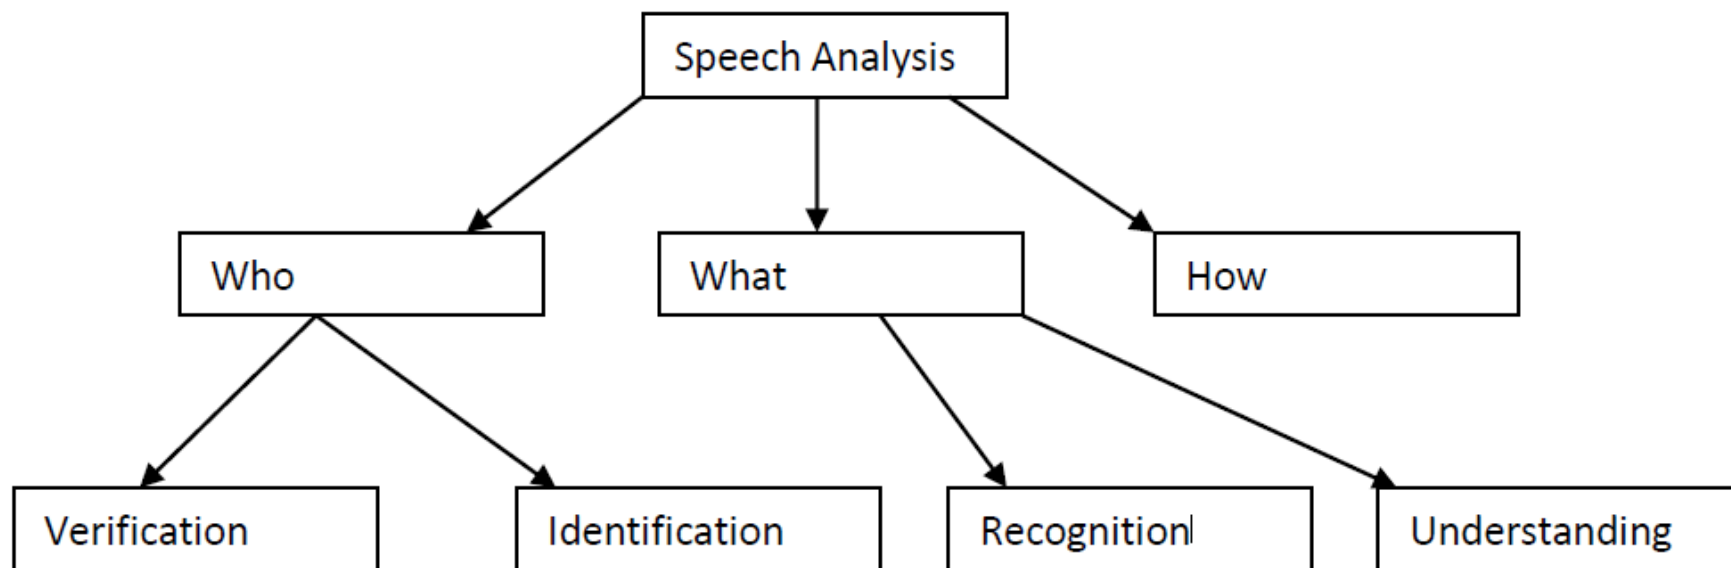 Speech Analysis
Who
What
How
Verification
Identification
Recognition
Understanding